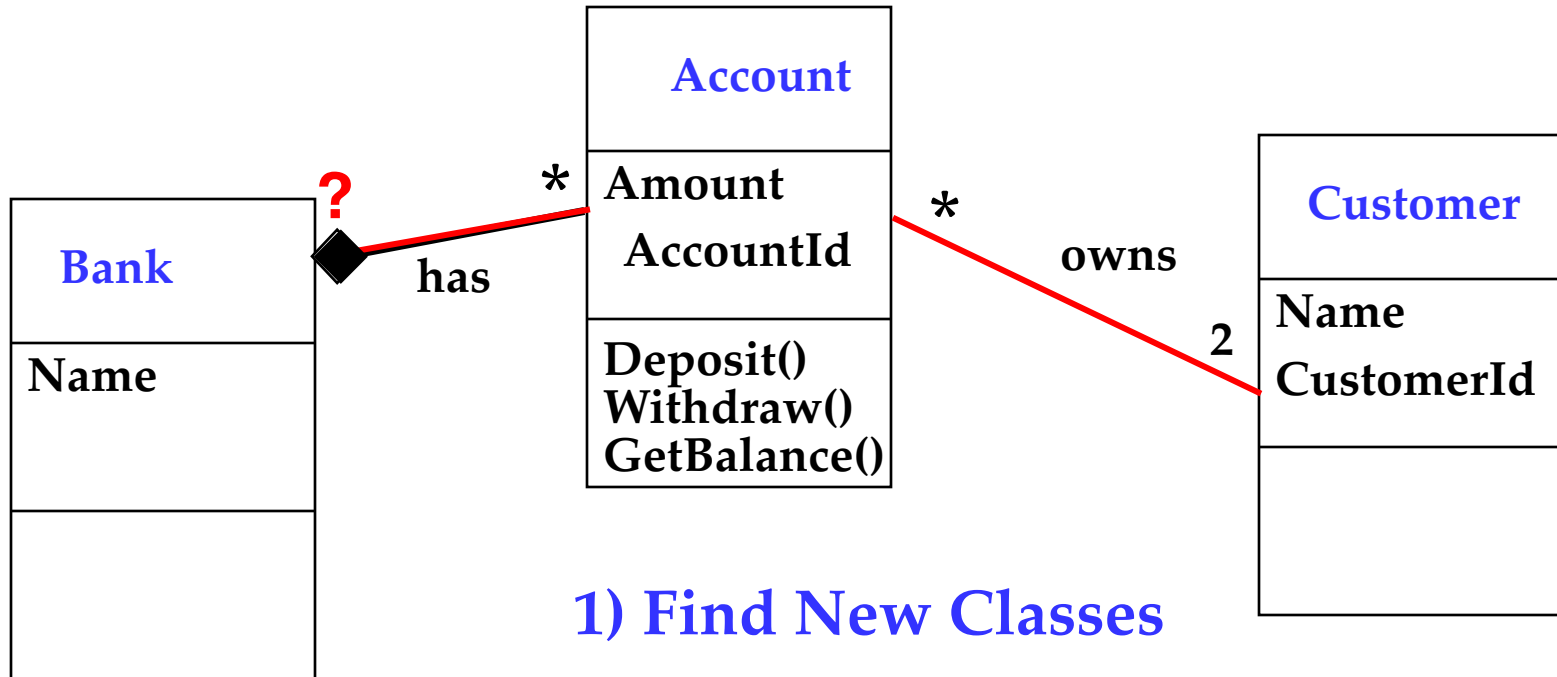 Account
Amount
AccountId
Deposit()
Withdraw()
GetBalance()
?
*
has
Bank
Name
*
owns
2
Customer
Name
CustomerId
1) Find New Classes